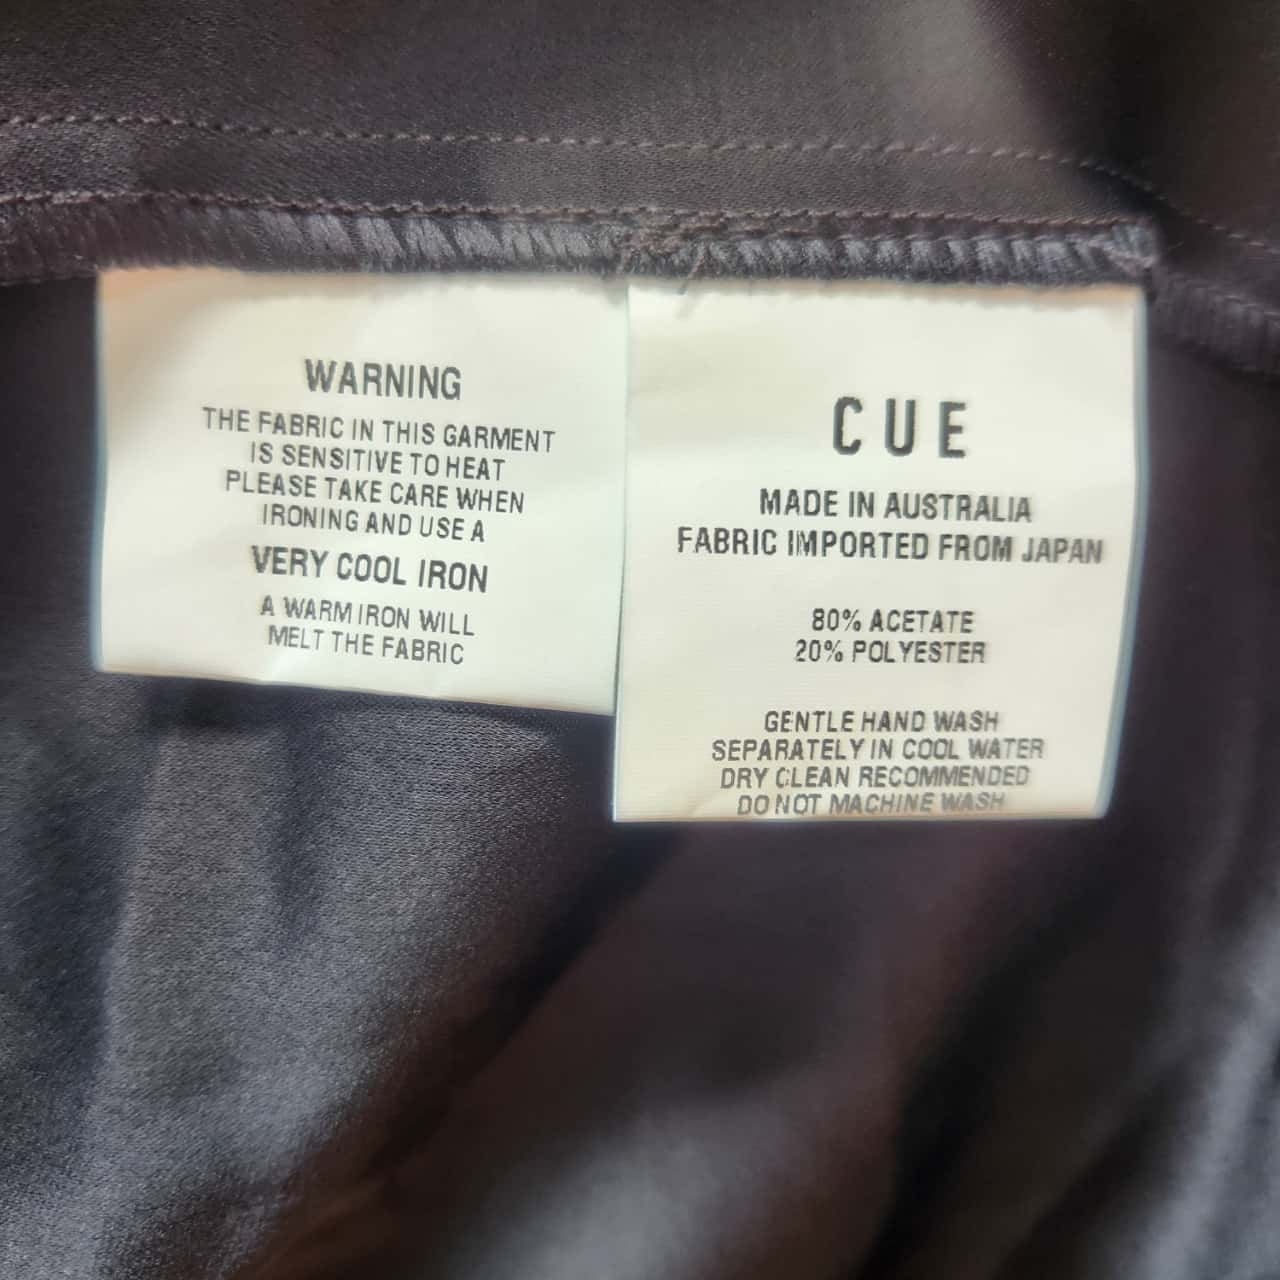 WARNING
THE FABRIC IN THIS GARMENT
IS SENSITIVE TO HEAT
PLEASE TAKE CARE WHEN
IRONING AND USE A
VERY COOL IRON
A WARM IRON WILL
MELT THE FABRIC
CUE
MADE IN AUSTRALIA
FABRIC IMPORTED FROM JAPAN
80% ACETATE
20% POLYESTER
GENTLE HAND WASH
SEPARATELY IN COOL WATER
DRY CLEAN RECOMMENDED
DO NOT MACHINE WASH